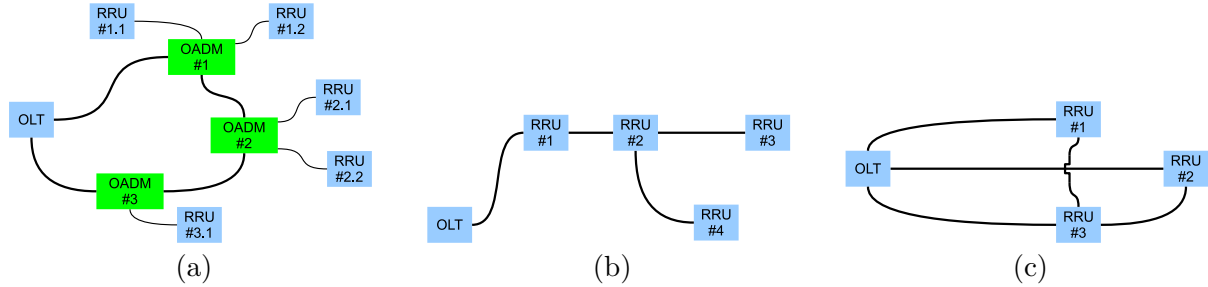 RRU
#1.1
RRU
#1.2
OADM
#1
RRU
#2.1
OLT
OADM
#2
RRU
#2.2
OADM
#3
RRU
#3.1
(a)
RRU
#1
RRU
#2
RRU
#3
OLT
RRU
#4
(b)
RRU
#1
OLT
RRU
#2
RRU
#3
(c)